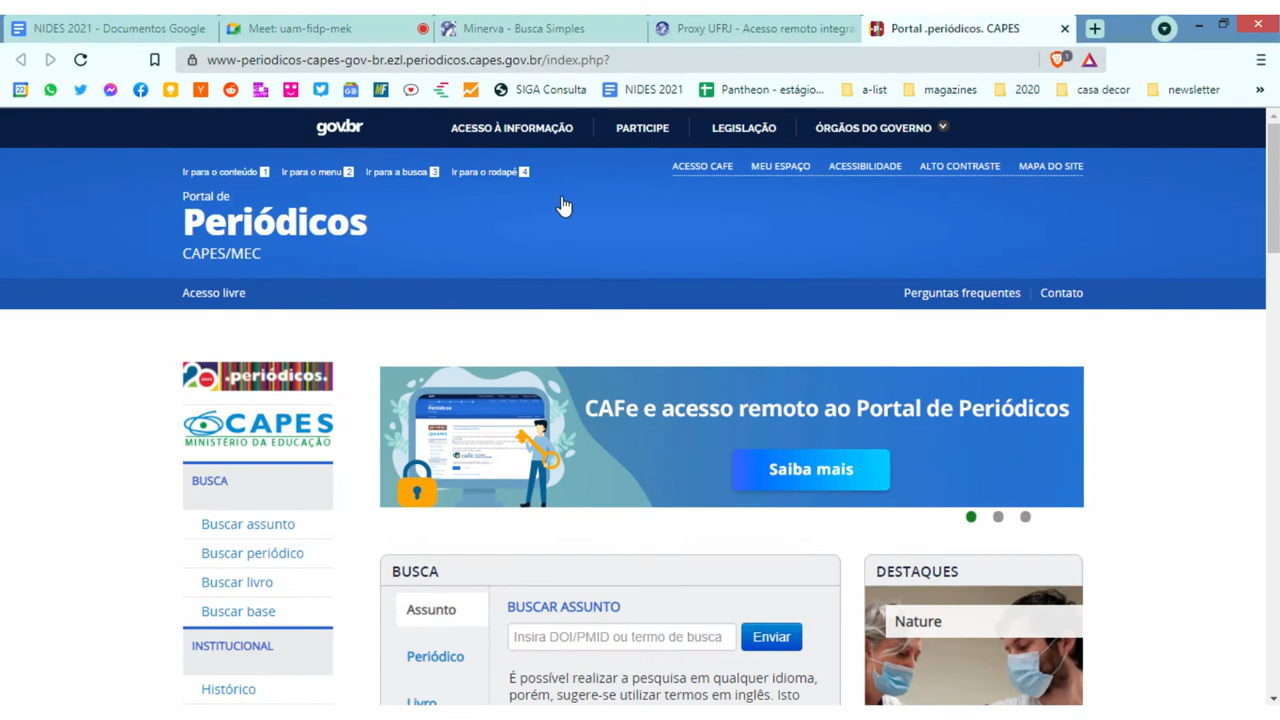 NIDES 2021 - Documentos Google
Meet: uam-fidp-mek
Minerva - Busca Simples
Proxy UFRJ - Acesso remoto integra
Portal .periódicos. CAPES
www-periodicos-capes-gov-br.ezl.periodicos.capes.gov.br/index.php?
1
SIGA Consulta
NIDES 2021
Pantheon - estágio...
a-list
magazines
2020
casa decor
newsletter
»
gov.br
ACESSO À INFORMAÇÃO
PARTICIPE
LEGISLAÇÃO
ÓRGÃOS DO GOVERNO
Ir para o conteúdo 1
Ir para o menu 2
Ir para a busca 3
Ir para o rodapé 4
ACESSO CAFE
MEU ESPAÇO
ACESSIBILIDADE
ALTO CONTRASTE
MAPA DO SITE
Portal de
Periódicos
CAPES/MEC
Acesso livre
Perguntas frequentes
Contato
20 anos .periódicos.
CAPES
MINISTÉRIO DA EDUCAÇÃO
CAFe e acesso remoto ao Portal de Periódicos
Saiba mais
BUSCA
Buscar assunto
Buscar periódico
Buscar livro
Buscar base
INSTITUCIONAL
Histórico
BUSCA
Assunto
Periódico
Livro
BUSCAR ASSUNTO
Insira DOI/PMID ou termo de busca
Enviar
É possível realizar a pesquisa em qualquer idioma,
porém, sugere-se utilizar termos em inglês. Isto
DESTAQUES
Nature